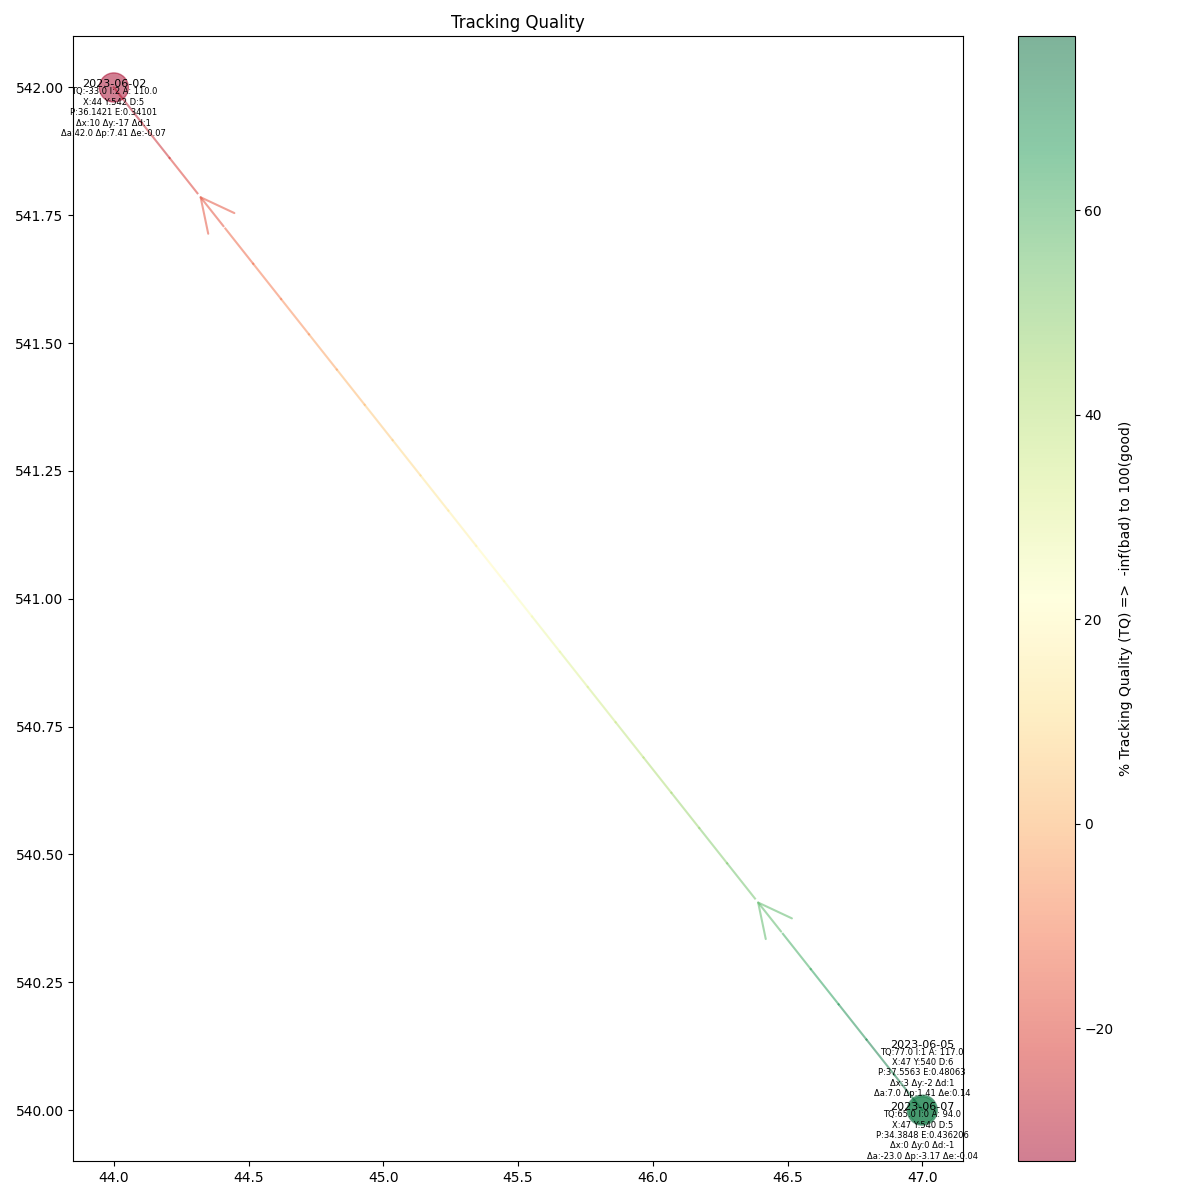 Tracking Quality
542.00
541.75
541.50
541.25
541.00
540.75
540.50
540.25
540.00
44.0 44.5 45.0 45.5 46.0 46.5 47.0
2023-06-02
TQ:-33.0 I:2 A: 110.0
X:44 Y:542 D:5
P:36.1421 E:0.34101
Δx:10 Δy:-17 Δd:1
Δa:42.0 Δp:7.41 Δe:-0.07
2023-06-05
TQ:77.0 I:1 A: 117.0
X:47 Y:540 D:6
P:37.5563 E:0.48063
Δx:3 Δy:-2 Δd:1
Δa:7.0 Δp:1.41 Δe:0.14
2023-06-07
TQ:65.0 I:0 A: 94.0
X:47 Y:540 D:5
P:34.3848 E:0.436206
Δx:0 Δy:0 Δd:-1
Δa:-23.0 Δp:-3.17 Δe:-0.04
60
40
20
0
−20
% Tracking Quality (TQ) => -inf(bad) to 100(good)